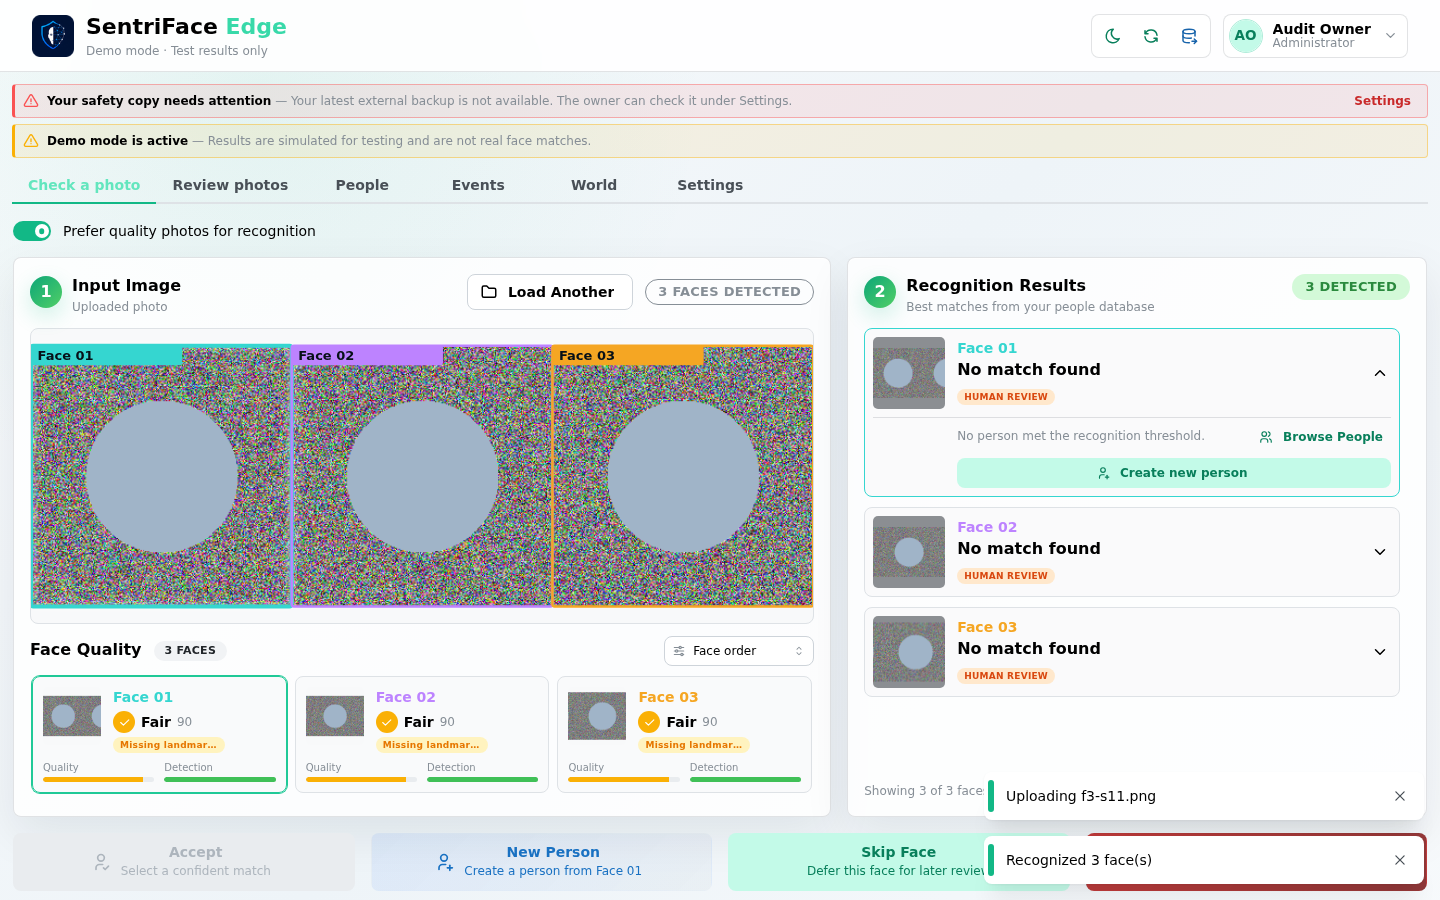 SentriFace Edge
Demo mode · Test results only
AO
Audit Owner
Administrator
Your safety copy needs attention — Your latest external backup is not available. The owner can check it under Settings.
Settings
Demo mode is active — Results are simulated for testing and are not real face matches.
Check a photo
Review photos
People
Events
World
Settings
Prefer quality photos for recognition
1
Input Image
Uploaded photo
Load Another
3 FACES DETECTED
Face 01
Face 02
Face 03
Face Quality
3 FACES
Face order
Face 01
Fair 90
Missing landmar...
Quality
Detection
Face 02
Fair 90
Missing landmar...
Quality
Detection
Face 03
Fair 90
Missing landmar...
Quality
Detection
2
Recognition Results
Best matches from your people database
3 DETECTED
Face 01
No match found
HUMAN REVIEW
No person met the recognition threshold.
Browse People
Create new person
Face 02
No match found
HUMAN REVIEW
Face 03
No match found
HUMAN REVIEW
Showing 3 of 3 faces
Uploading f3-s11.png
Recognized 3 face(s)
Accept
Select a confident match
New Person
Create a person from Face 01
Skip Face
Defer this face for later review